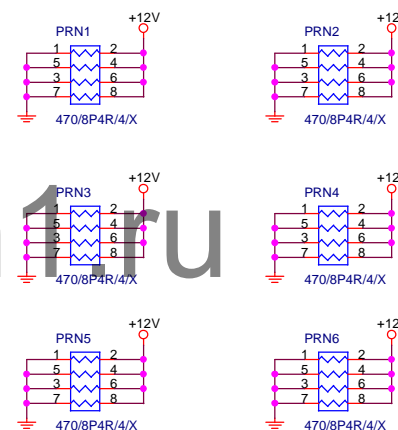 +12V +12
PRN1 PRN2
1 2 1 2
5 4 5 4
3 6 3 6
7 8 7 8
470/8P4R/4/X 470/8P4R/4/X
+12V +12
PRN3 PRN4
1 2 1 2
5 4 5 4
3 6 3 6
7 8 7 8
1.ru
470/8P4R/4/X 470/8P4R/4/X
+12V +12
PRN5 PRN6
1 2 1 2
5 4 5 4
3 6 3 6
7 8 7 8
470/8P4R/4/X 470/8P4R/4/X